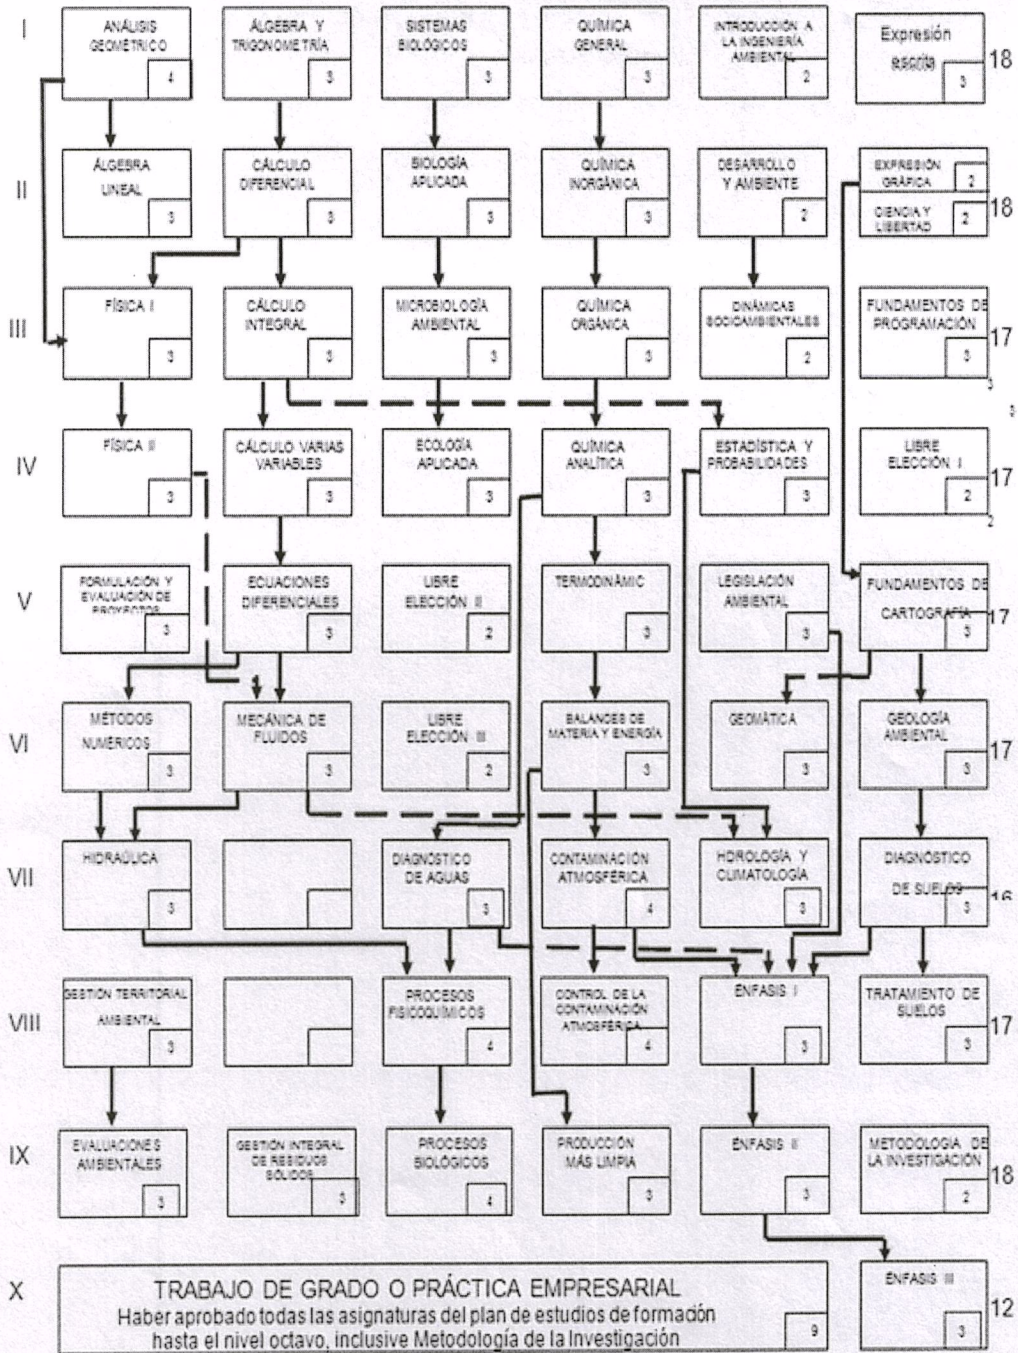 I
ANÁLISIS
GEOMÉTRICO
4
ÁLGEBRA Y
TRIGONOMETRÍA
3
SISTEMAS
BIOLÓGICOS
3
QUÍMICA
GENERAL
3
INTRODUCCIÓN A
LA INGENIERÍA
AMBIENTAL
2
Expresión
escrita
3
18
II
ÁLGEBRA
LINEAL
3
CÁLCULO
DIFERENCIAL
3
BIOLOGÍA
APLICADA
3
QUÍMICA
INORGÁNICA
3
DESARROLLO
Y AMBIENTE
2
EXPRESIÓN
GRÁFICA
2
CIENCIA Y
LIBERTAD
2
18
III
FÍSICA I
3
CÁLCULO
INTEGRAL
3
MICROBIOLOGÍA
AMBIENTAL
3
QUÍMICA
ORGÁNICA
3
DINÁMICAS
SOCIOAMBIENTALES
2
FUNDAMENTOS DE
PROGRAMACIÓN
3
17
3
IV
FÍSICA II
3
CÁLCULO VARIAS
VARIABLES
3
ECOLOGÍA
APLICADA
3
QUÍMICA
ANALÍTICA
3
ESTADÍSTICA Y
PROBABILIDADES
3
LIBRE
ELECCIÓN I
2
17
2
V
FORMULACIÓN Y
EVALUACIÓN DE
PROYECTOS
3
ECUACIONES
DIFERENCIALES
3
LIBRE
ELECCIÓN II
2
TERMODINÁMIC
3
LEGISLACIÓN
AMBIENTAL
3
FUNDAMENTOS DE
CARTOGRAFÍA
3
17
VI
MÉTODOS
NUMÉRICOS
3
MECÁNICA DE
FLUIDOS
3
LIBRE
ELECCIÓN III
2
BALANCES DE
MATERIA Y ENERGÍA
3
GEOMÁTICA
3
GEOLOGÍA
AMBIENTAL
3
17
VII
HIDRAÚLICA
3
DIAGNÓSTICO
DE AGUAS
3
CONTAMINACIÓN
ATMOSFÉRICA
4
HDROLOGÍA Y
CLIMATOLOGÍA
3
DIAGNÓSTICO
DE SUELOS
3
16
VIII
GESTIÓN TERRITORIAL
AMBIENTAL
3
PROCESOS
FISICOQUÍMICOS
4
CONTROL DE LA
CONTAMINACIÓN
ATMOSFÉRICA
4
ÉNFASIS I
3
TRATAMIENTO DE
SUELOS
3
17
IX
EVALUACIONES
AMBIENTALES
3
GESTIÓN INTEGRAL
DE RESIDUOS
SÓLIDOS
3
PROCESOS
BIOLÓGICOS
4
PRODUCCIÓN
MÁS LIMPIA
3
ÉNFASIS II
3
METODOLOGÍA DE
LA INVESTIGACIÓN
2
18
X
TRABAJO DE GRADO O PRÁCTICA EMPRESARIAL
Haber aprobado todas las asignaturas del plan de estudios de formación
hasta el nivel octavo, inclusive Metodología de la Investigación
9
ÉNFASIS III
3
12